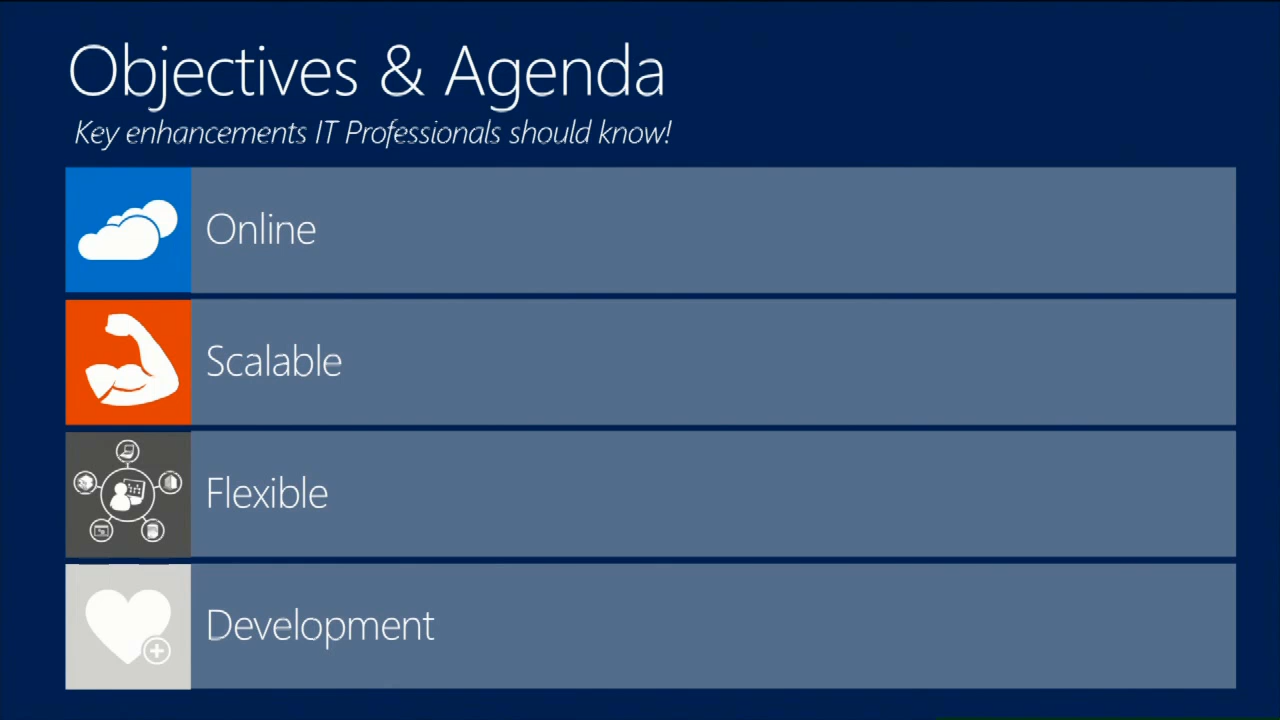 Objectives & Agenda
Key enhancements IT Professionals should know!
Online
Scalable
Flexible
Development